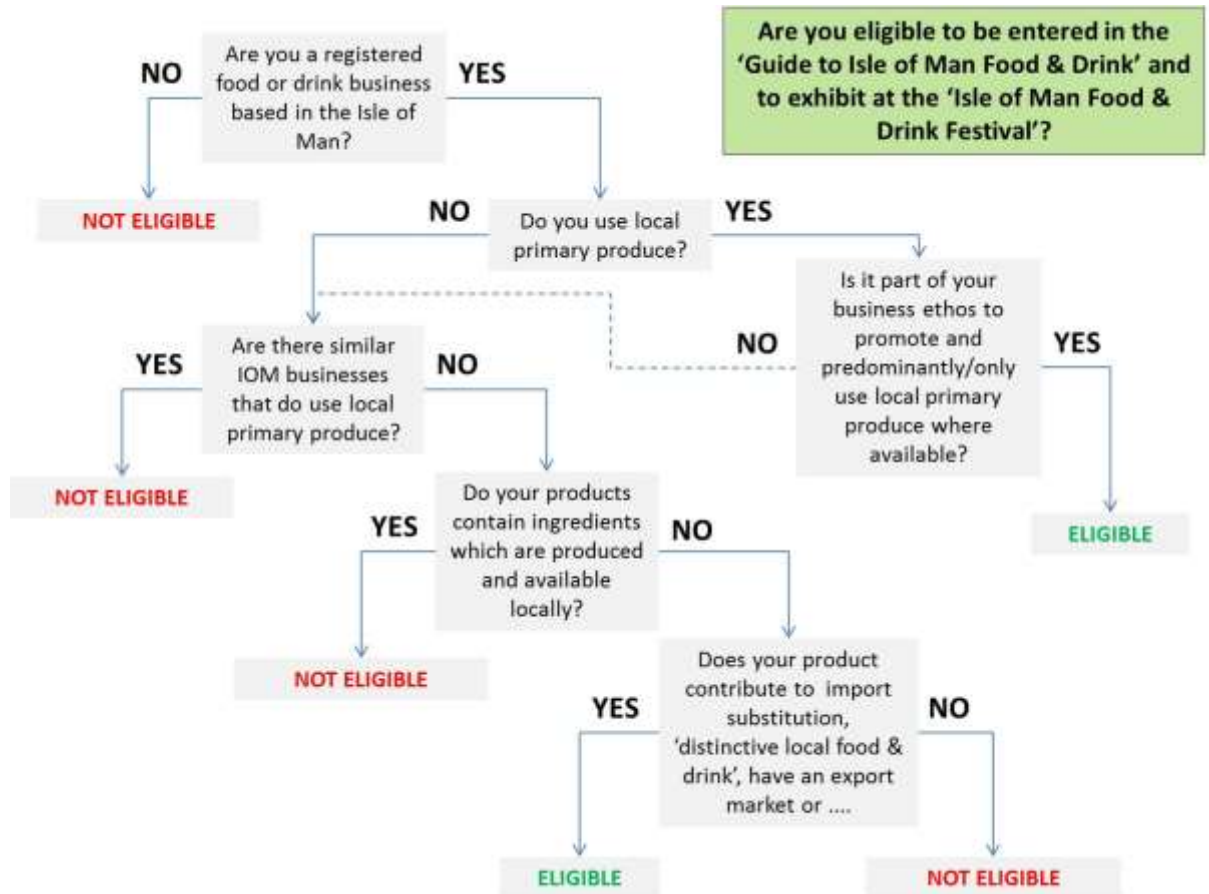 Are you eligible to be entered in the
‘Guide to Isle of Man Food & Drink’ and
to exhibit at the ‘Isle of Man Food &
Drink Festival’?
NO
Are you a registered
food or drink business
based in the Isle of
Man?
YES
NOT ELIGIBLE
NO
Do you use local
primary produce?
YES
YES
Are there similar
IOM businesses
that do use local
primary produce?
NO
NO
Is it part of your
business ethos to
promote and
predominantly/only
use local primary
produce where
available?
YES
NOT ELIGIBLE
YES
Do your products
contain ingredients
which are produced
and available
locally?
NO
ELIGIBLE
NOT ELIGIBLE
YES
Does your product
contribute to import
substitution,
‘distinctive local food &
drink’, have an export
market or ....
NO
ELIGIBLE
NOT ELIGIBLE